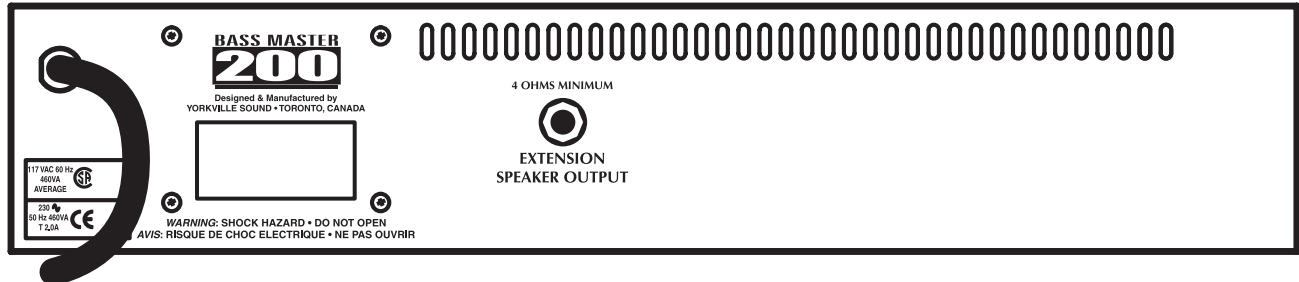 BASS MASTER
200
Designed & Manufactured by
YORKVILLE SOUND • TORONTO, CANADA
4 OHMS MINIMUM
EXTENSION
SPEAKER OUTPUT
117 VAC 60 Hz
460VA
AVERAGE
SA
230
50 Hz 460VA
T 2.0A
CE
WARNING: SHOCK HAZARD • DO NOT OPEN
AVIS: RISQUE DE CHOC ELECTRIQUE • NE PAS OUVRIR